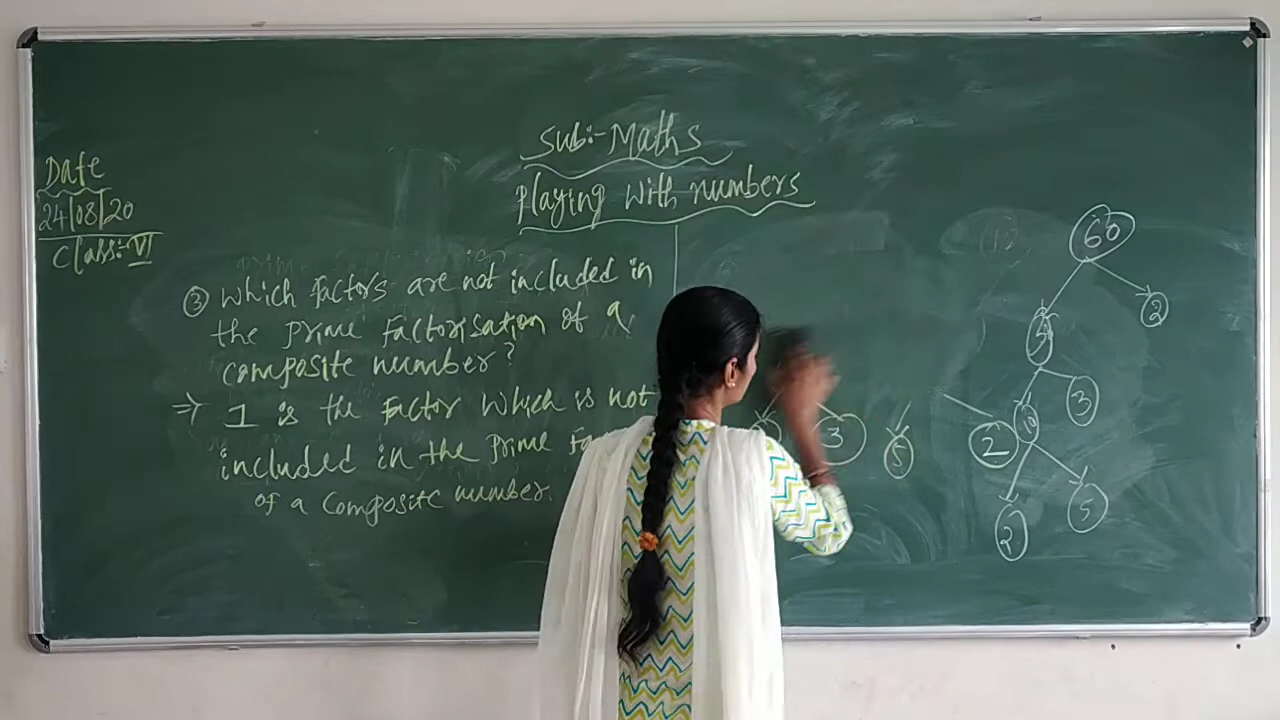 Sub:- Maths
Playing with numbers
Date
24/08/20
Class:- VI
③ Which factors are not included in
the prime factorisation of a
composite number?
⇒ 1 is the factor which is not
included in the prime
of a composite number.
60
2
3
10
2
5
2
3
5